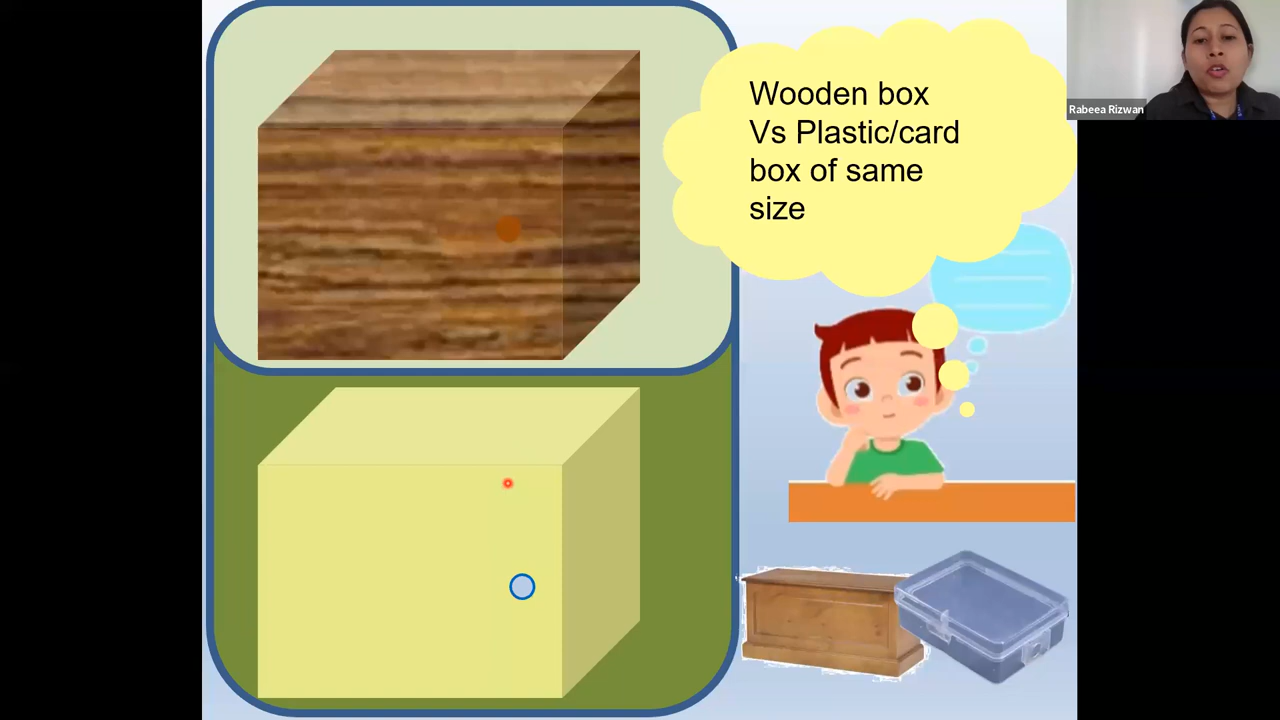 Wooden box
Vs Plastic/card
box of same
size
Rabeea Rizwan